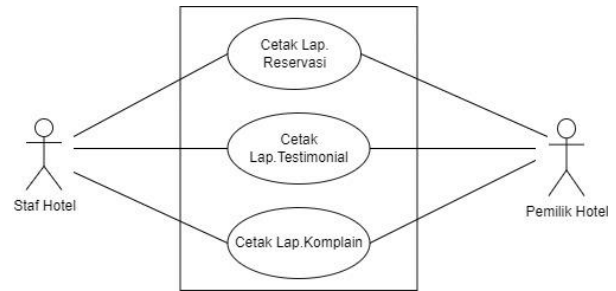 Cetak Lap.
Reservasi
Cetak
Lap.Testimonial
Cetak Lap.Komplain
Staf Hotel
Pemilik Hotel